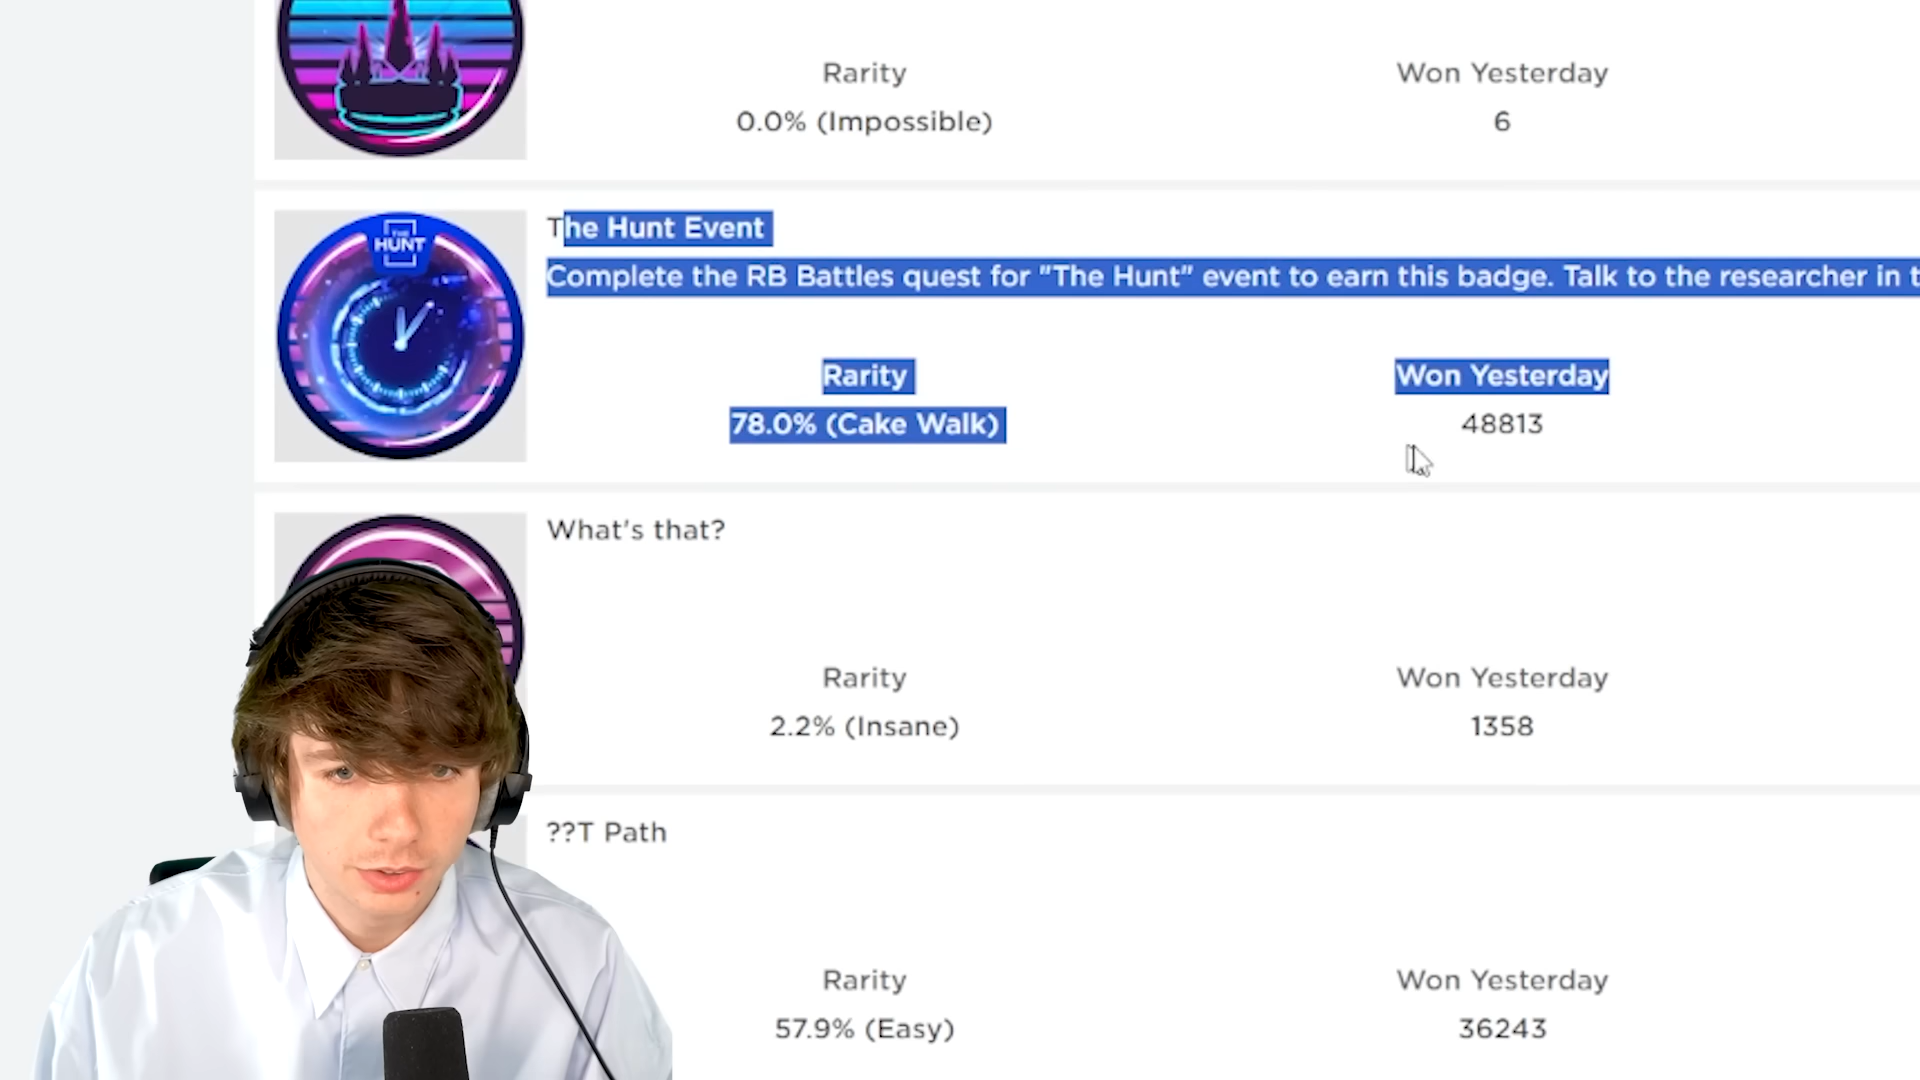 Rarity Won Yesterday
0.0% (Impossible) 6
THE
HUNT
The Hunt Event
Complete the RB Battles quest for "The Hunt" event to earn this badge. Talk to the researcher in t
Rarity Won Yesterday
78.0% (Cake Walk) 48813
What's that?
Rarity Won Yesterday
2.2% (Insane) 1358
??T Path
Rarity Won Yesterday
57.9% (Easy) 36243